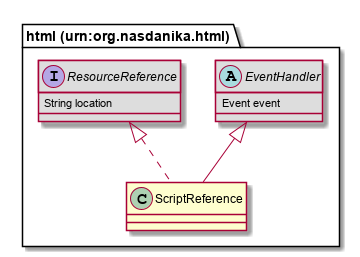 html (urn:org.nasdanika.html)
I ResourceReference
String location
A EventHandler
Event event
C ScriptReference